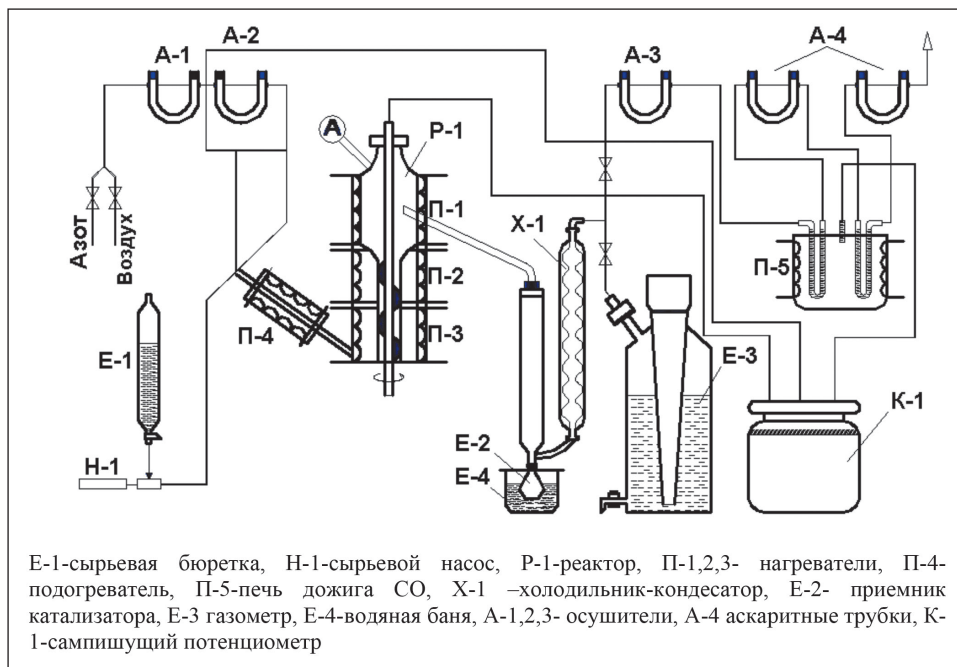 А-1
А-2
А-3
А-4
А
Р-1
П-1
Х-1
Азот
Воздух
П-2
П-5
П-4
П-3
Е-1
Е-3
К-1
Е-2
Н-1
Е-4
Е-1-сырьевая бюретка, Н-1-сырьевой насос, Р-1-реактор, П-1,2,3- нагреватели, П-4-
подогреватель, П-5-печь дожига СО, Х-1 –холодильник-кондесатор, Е-2- приемник
катализатора, Е-3 газометр, Е-4-водяная баня, А-1,2,3- осушители, А-4 аскаритные трубки, К-
1-сампишущий потенциометр